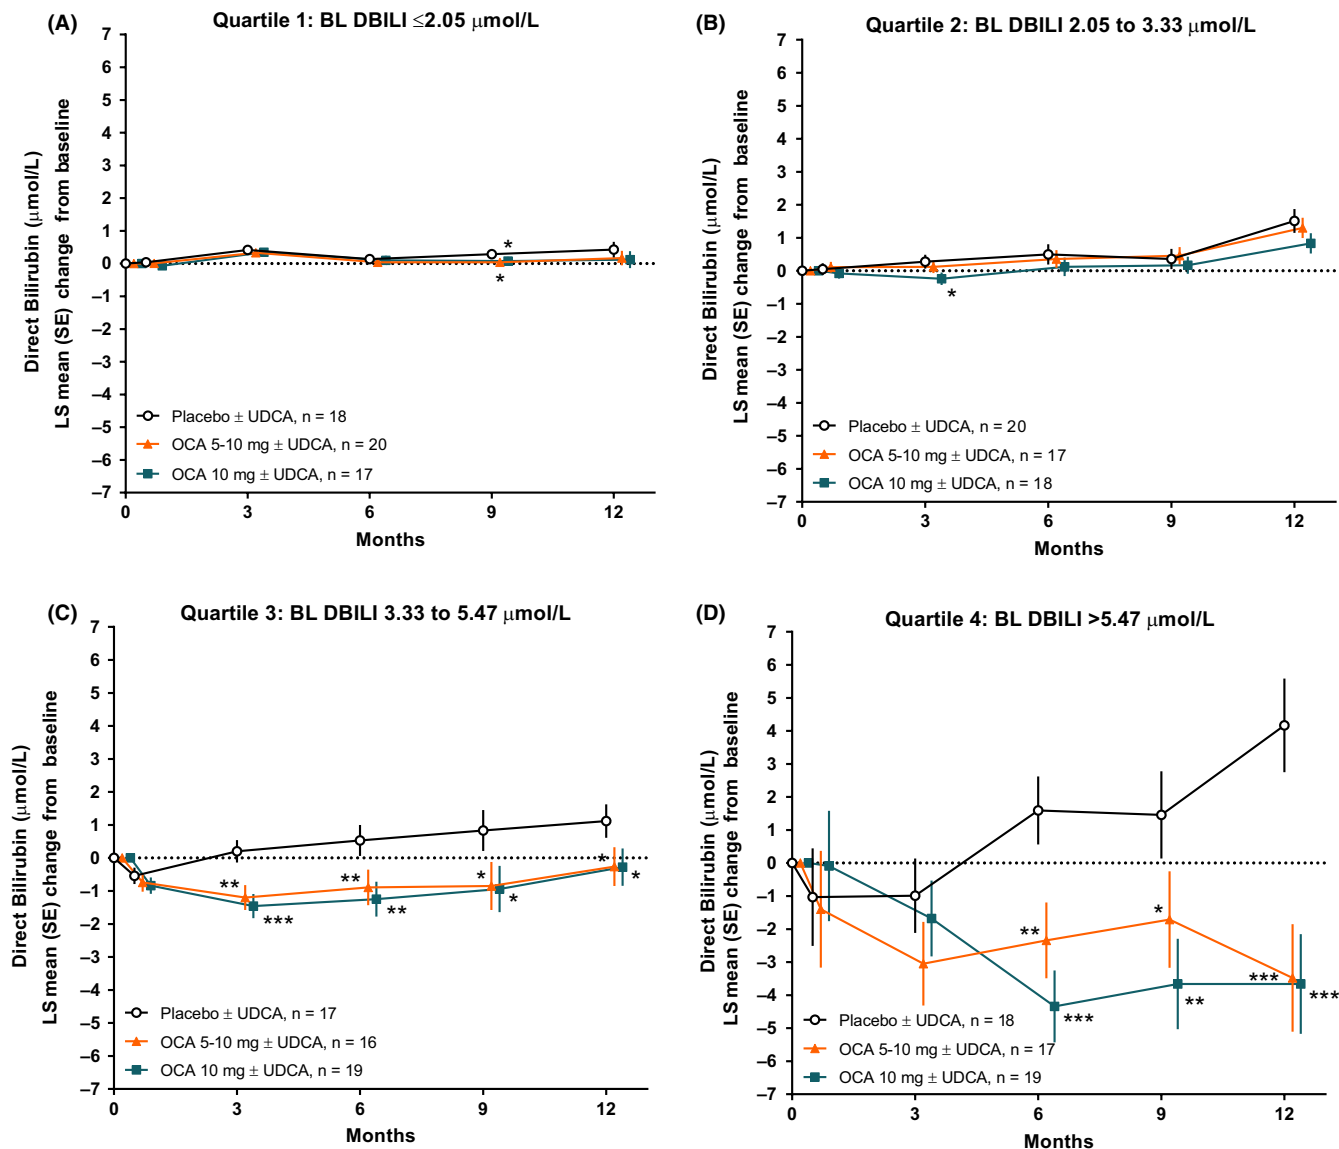 (A)
Quartile 1: BL DBILI ≤2.05 μmol/L
Direct Bilirubin (μmol/L)
LS mean (SE) change from baseline
7
6
5
4
3
2
1
0
–1
–2
–3
–4
–5
–6
–7
*
*
Placebo ± UDCA, n = 18
OCA 5-10 mg ± UDCA, n = 20
OCA 10 mg ± UDCA, n = 17
0 3 6 9 12
Months
(B)
Quartile 2: BL DBILI 2.05 to 3.33 μmol/L
Direct Bilirubin (μmol/L)
LS mean (SE) change from baseline
7
6
5
4
3
2
1
0
–1
–2
–3
–4
–5
–6
–7
*
Placebo ± UDCA, n = 20
OCA 5-10 mg ± UDCA, n = 17
OCA 10 mg ± UDCA, n = 18
0 3 6 9 12
Months
(C)
Quartile 3: BL DBILI 3.33 to 5.47 μmol/L
Direct Bilirubin (μmol/L)
LS mean (SE) change from baseline
7
6
5
4
3
2
1
0
–1
–2
–3
–4
–5
–6
–7
** ** * *
*** ** * *
Placebo ± UDCA, n = 17
OCA 5-10 mg ± UDCA, n = 16
OCA 10 mg ± UDCA, n = 19
0 3 6 9 12
Months
(D)
Quartile 4: BL DBILI >5.47 μmol/L
Direct Bilirubin (μmol/L)
LS mean (SE) change from baseline
7
6
5
4
3
2
1
0
–1
–2
–3
–4
–5
–6
–7
** * ***
*** ** ***
Placebo ± UDCA, n = 18
OCA 5-10 mg ± UDCA, n = 17
OCA 10 mg ± UDCA, n = 19
0 3 6 9 12
Months